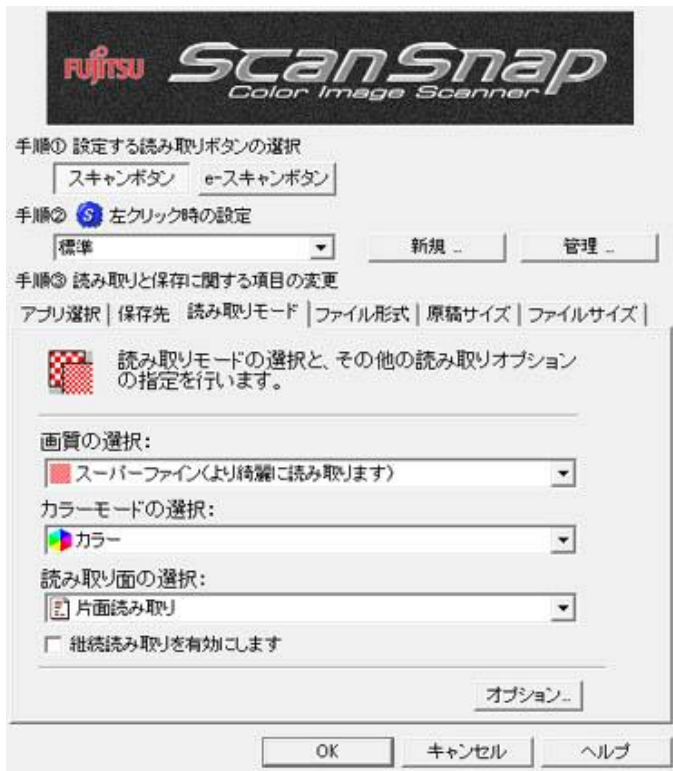 FUJITSU ScanSnap
Color Image Scanner
手順① 設定する読み取りボタンの選択
スキャンボタン e-スキャンボタン
手順② S 左クリック時の設定
標準 新規 ... 管理 ...
手順③ 読み取りと保存に関する項目の変更
アプリ選択 保存先 読み取りモード ファイル形式 原稿サイズ ファイルサイズ
読み取りモードの選択と、その他の読み取りオプション
の指定を行います。
画質の選択:
スーパーファイン(より綺麗に読み取ります)
カラーモードの選択:
カラー
読み取り面の選択:
片面読み取り
継続読み取りを有効にします
オプション...
OK キャンセル ヘルプ